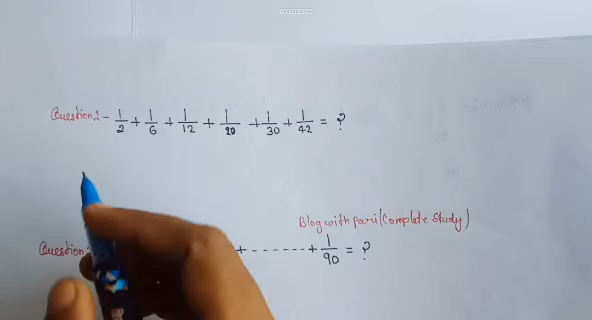 Question1- 1/2 + 1/6 + 1/12 + 1/20 + 1/30 + 1/42 = ?
Blog with pari(Complete Study)
Question + ------- + 1/90 = ?